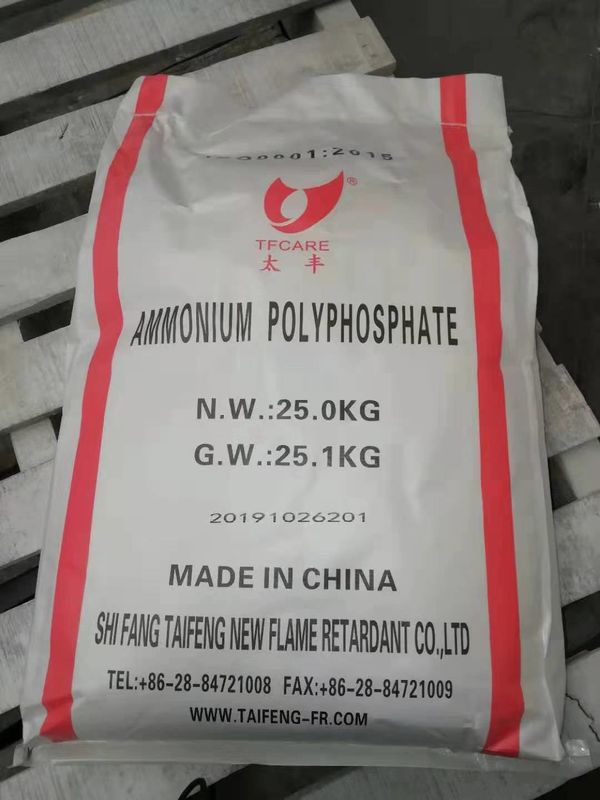 ISO9001:2015
®
TFCARE
太丰
AMMONIUM POLYPHOSPHATE
N.W.:25.0KG
G.W.:25.1KG
20191026201
MADE IN CHINA
SHI FANG TAIFENG NEW FLAME RETARDANT CO.,LTD
TEL:+86-28-84721008 FAX:+86-28-84721009
WWW.TAIFENG-FR.COM